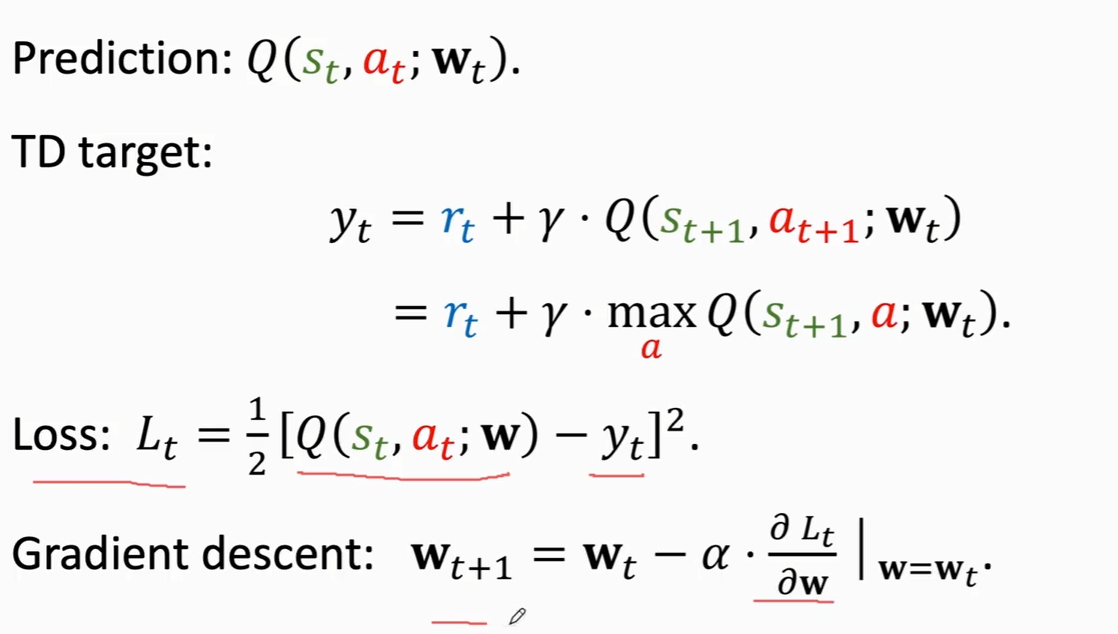 Prediction: Q(s_t, a_t; w_t).
TD target:
y_t = r_t + γ · Q(s_{t+1}, a_{t+1}; w_t)
= r_t + γ · max_a Q(s_{t+1}, a; w_t).
Loss: L_t = 1/2 [Q(s_t, a_t; w) − y_t]^2.
Gradient descent: w_{t+1} = w_t − α · ∂L_t/∂w |_{w=w_t}.